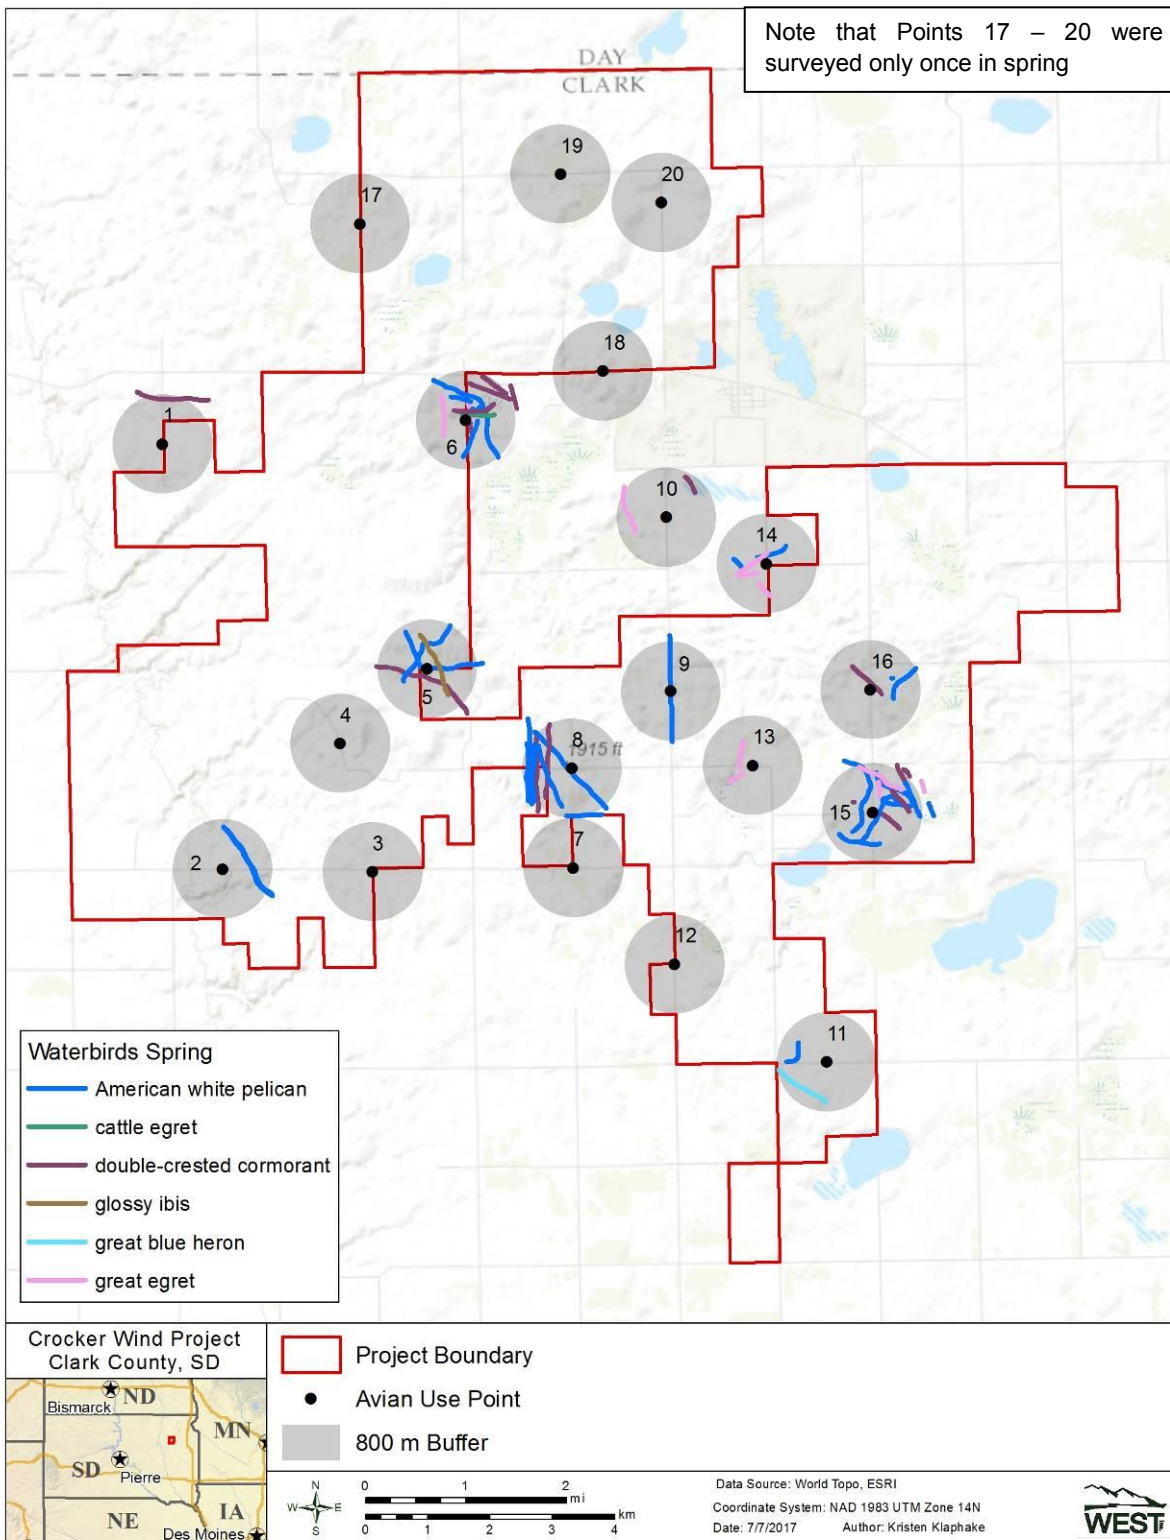 Note that Points 17 – 20 were
surveyed only once in spring
DAY
CLARK
19
20
17
18
1
6
10
14
16
9
5
4
8
1915 ft
13
15
2
3
7
12
11
Waterbirds Spring
American white pelican
cattle egret
double-crested cormorant
glossy ibis
great blue heron
great egret
Crocker Wind Project
Clark County, SD
Bismarck
ND
MN
SD
Pierre
NE
IA
Des Moines
Project Boundary
Avian Use Point
800 m Buffer
N
W
E
S
0 1 2
mi
km
0 1 2 3 4
Data Source: World Topo, ESRI
Coordinate System: NAD 1983 UTM Zone 14N
Date: 7/7/2017 Author: Kristen Klaphake
WEST